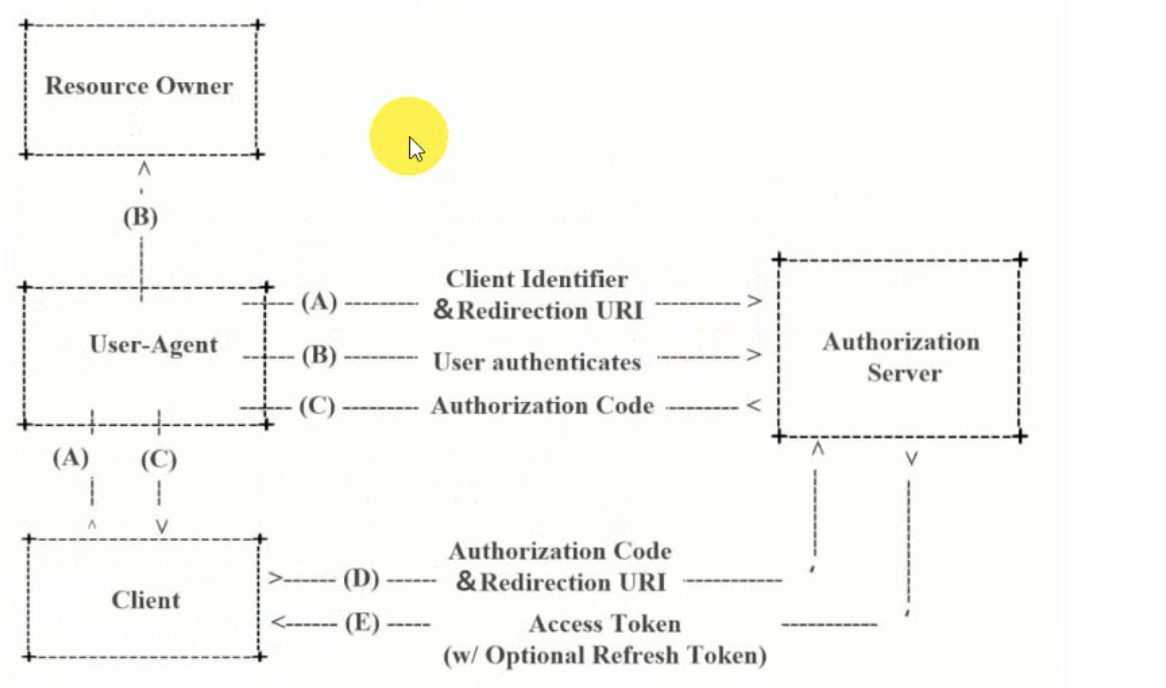 Resource Owner
(B)
Client Identifier
(A) &Redirection URI
User-Agent
(B) User authenticates
Authorization
Server
(C) Authorization Code
(A) (C)
Authorization Code
(D) &Redirection URI
Client
(E) Access Token
(w/ Optional Refresh Token)